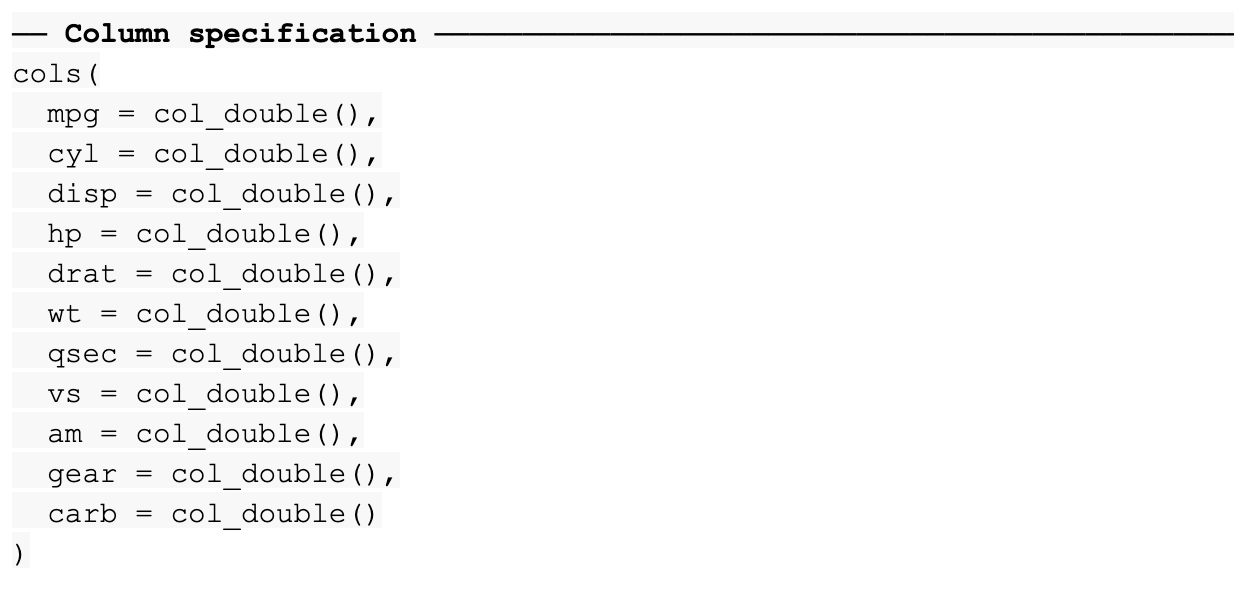 ── Column specification ──────────────────────────────────────────────
cols(
  mpg = col_double(),
  cyl = col_double(),
  disp = col_double(),
  hp = col_double(),
  drat = col_double(),
  wt = col_double(),
  qsec = col_double(),
  vs = col_double(),
  am = col_double(),
  gear = col_double(),
  carb = col_double()
)